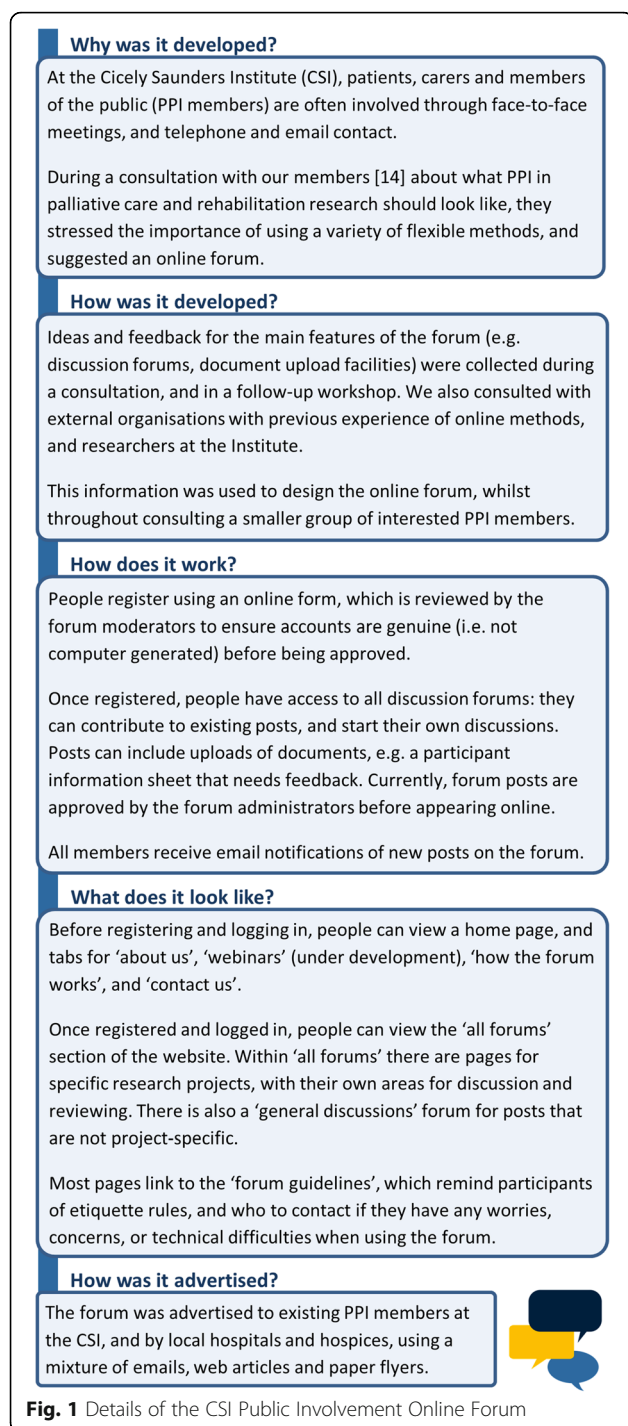 Why was it developed?
At the Cicely Saunders Institute (CSI), patients, carers and members
of the public (PPI members) are often involved through face-to-face
meetings, and telephone and email contact.
During a consultation with our members [14] about what PPI in
palliative care and rehabilitation research should look like, they
stressed the importance of using a variety of flexible methods, and
suggested an online forum.
How was it developed?
Ideas and feedback for the main features of the forum (e.g.
discussion forums, document upload facilities) were collected during
a consultation, and in a follow-up workshop. We also consulted with
external organisations with previous experience of online methods,
and researchers at the Institute.
This information was used to design the online forum, whilst
throughout consulting a smaller group of interested PPI members.
How does it work?
People register using an online form, which is reviewed by the
forum moderators to ensure accounts are genuine (i.e. not
computer generated) before being approved.
Once registered, people have access to all discussion forums: they
can contribute to existing posts, and start their own discussions.
Posts can include uploads of documents, e.g. a participant
information sheet that needs feedback. Currently, forum posts are
approved by the forum administrators before appearing online.
All members receive email notifications of new posts on the forum.
What does it look like?
Before registering and logging in, people can view a home page, and
tabs for ‘about us’, ‘webinars’ (under development), ‘how the forum
works’, and ‘contact us’.
Once registered and logged in, people can view the ‘all forums’
section of the website. Within ‘all forums’ there are pages for
specific research projects, with their own areas for discussion and
reviewing. There is also a ‘general discussions’ forum for posts that
are not project-specific.
Most pages link to the ‘forum guidelines’, which remind participants
of etiquette rules, and who to contact if they have any worries,
concerns, or technical difficulties when using the forum.
How was it advertised?
The forum was advertised to existing PPI members at
the CSI, and by local hospitals and hospices, using a
mixture of emails, web articles and paper flyers.
Fig. 1 Details of the CSI Public Involvement Online Forum